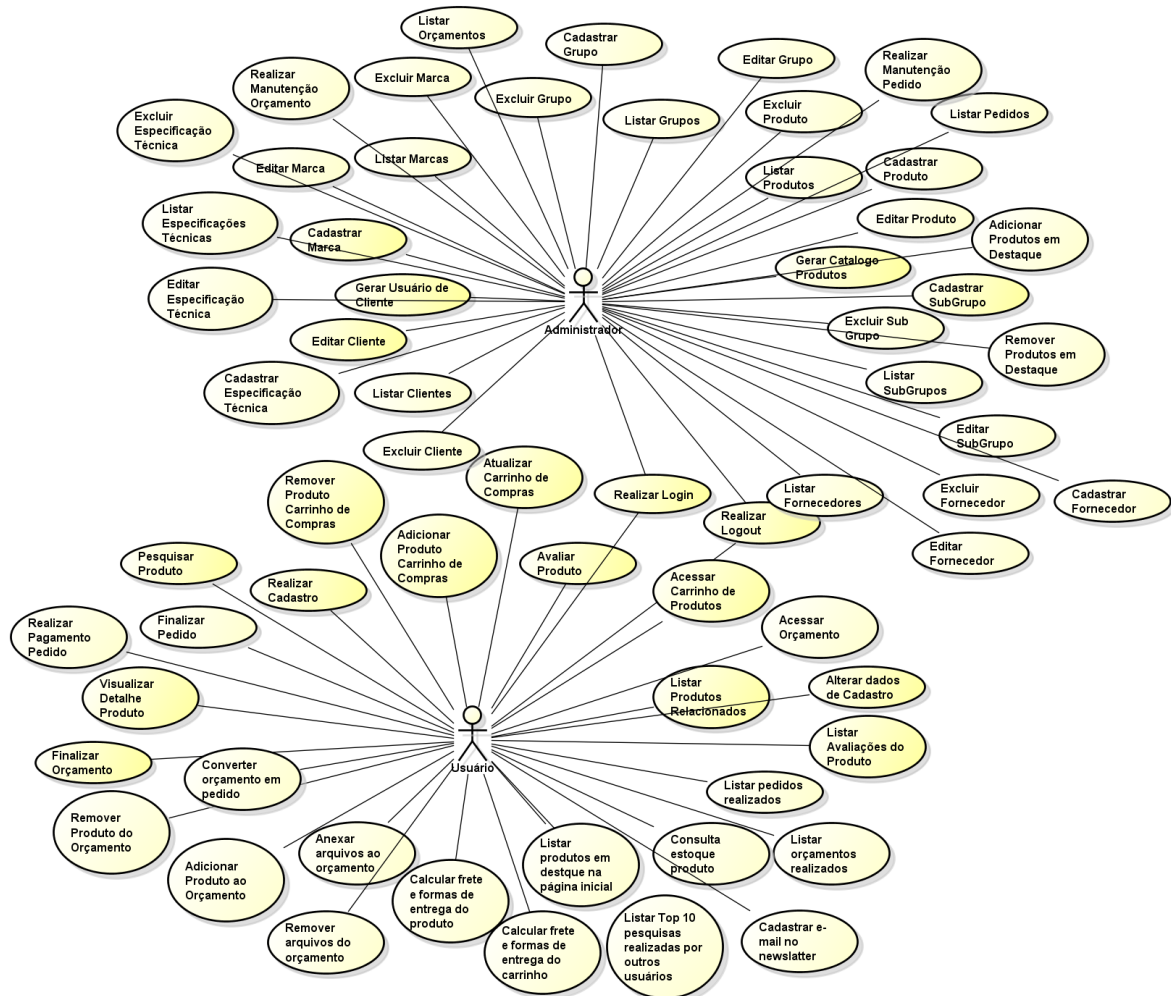 Listar
Orçamentos
Cadastrar
Grupo
Editar Grupo
Realizar
Manutenção
Pedido
Realizar
Manutenção
Orçamento
Excluir Marca
Excluir Grupo
Excluir
Produto
Listar Pedidos
Excluir
Especificação
Técnica
Listar Grupos
Editar Marca
Listar Marcas
Listar
Produtos
Cadastrar
Produto
Listar
Especificações
Técnicas
Cadastrar
Marca
Editar Produto
Adicionar
Produtos em
Destaque
Gerar Catalogo
Produtos
Editar
Especificação
Técnica
Gerar Usuário de
Cliente
Cadastrar
SubGrupo
Administrador
Editar Cliente
Excluir Sub
Grupo
Remover
Produtos em
Destaque
Cadastrar
Especificação
Técnica
Listar Clientes
Listar
SubGrupos
Editar
SubGrupo
Excluir Cliente
Atualizar
Carrinho de
Compras
Remover
Produto
Carrinho de
Compras
Realizar Login
Listar
Fornecedores
Excluir
Fornecedor
Cadastrar
Fornecedor
Realizar
Logout
Adicionar
Produto
Carrinho de
Compras
Avaliar
Produto
Editar
Fornecedor
Pesquisar
Produto
Realizar
Cadastro
Acessar
Carrinho de
Produtos
Realizar
Pagamento
Pedido
Finalizar
Pedido
Acessar
Orçamento
Visualizar
Detalhe
Produto
Listar
Produtos
Relacionados
Alterar dados
de Cadastro
Listar
Avaliações do
Produto
Finalizar
Orçamento
Converter
orçamento em
pedido
Usuário
Listar pedidos
realizados
Remover
Produto do
Orçamento
Anexar
arquivos ao
orçamento
Listar
produtos em
destque na
página inicial
Consulta
estoque
produto
Listar
orçamentos
realizados
Adicionar
Produto ao
Orçamento
Calcular frete
e formas de
entrega do
produto
Remover
arquivos do
orçamento
Calcular frete
e formas de
entrega do
carrinho
Listar Top 10
pesquisas
realizadas por
outros
usuários
Cadastrar e-
mail no
newslatter